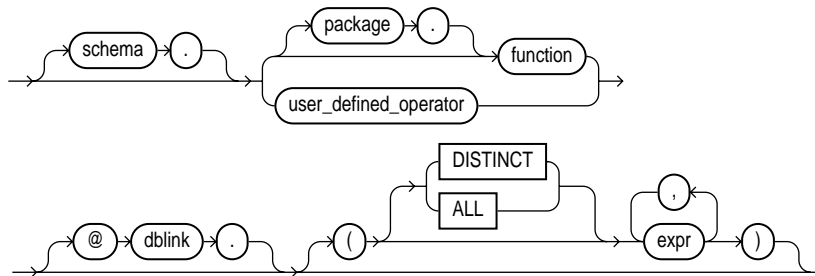 package .
schema . function
user_defined_operator
DISTINCT
ALL ,
@ dblink . ( expr )